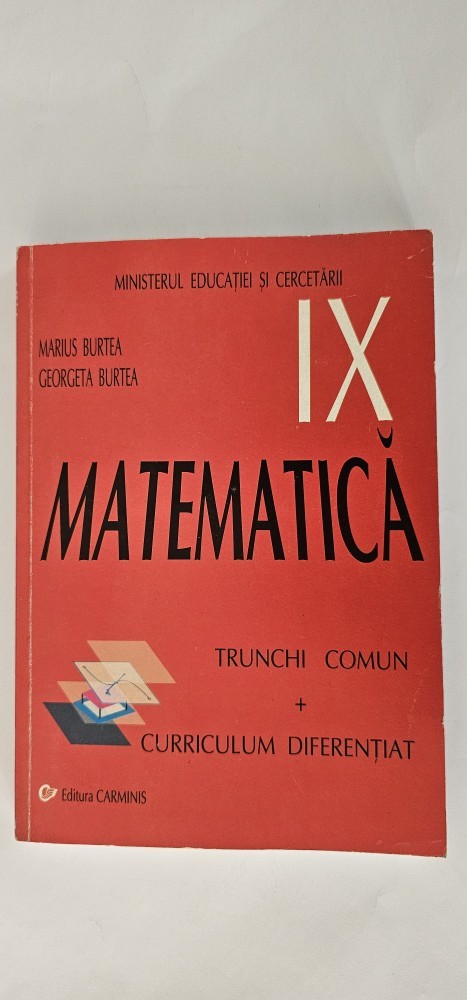 MINISTERUL EDUCAȚIEI ȘI CERCETĂRII
IX
MARIUS BURTEA
GEORGETA BURTEA
MATEMATICĂ
TRUNCHI COMUN
+
CURRICULUM DIFERENȚIAT
Editura CARMINIS